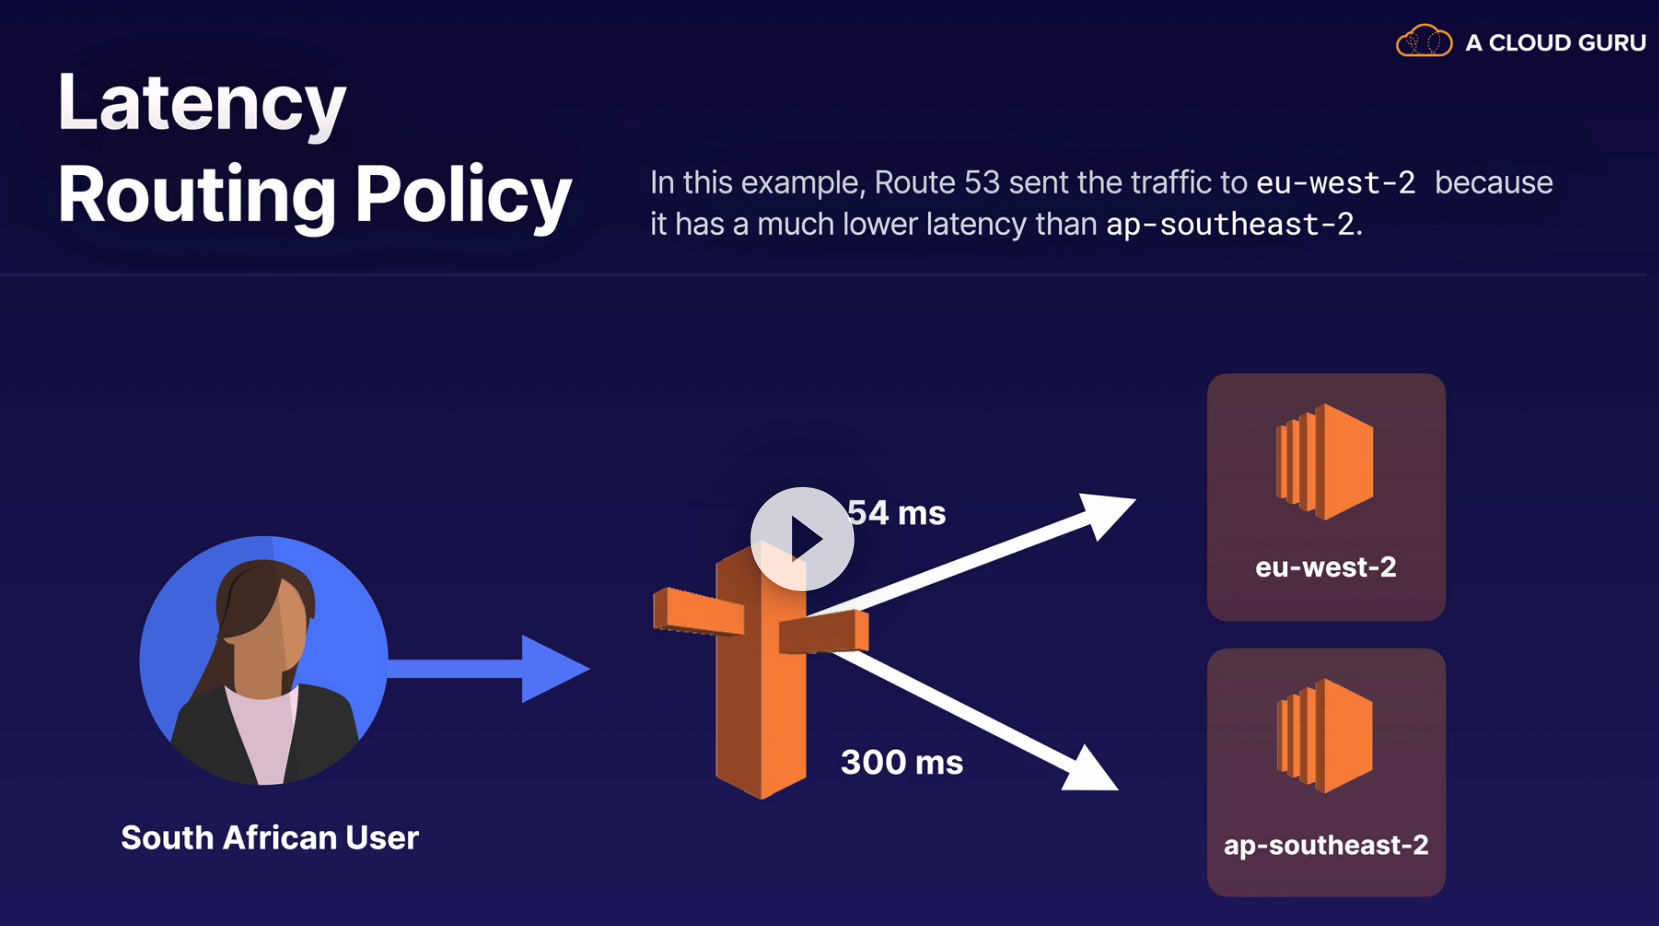 A CLOUD GURU
Latency
Routing Policy
In this example, Route 53 sent the traffic to eu-west-2 because
it has a much lower latency than ap-southeast-2.
54 ms
eu-west-2
300 ms
South African User
ap-southeast-2